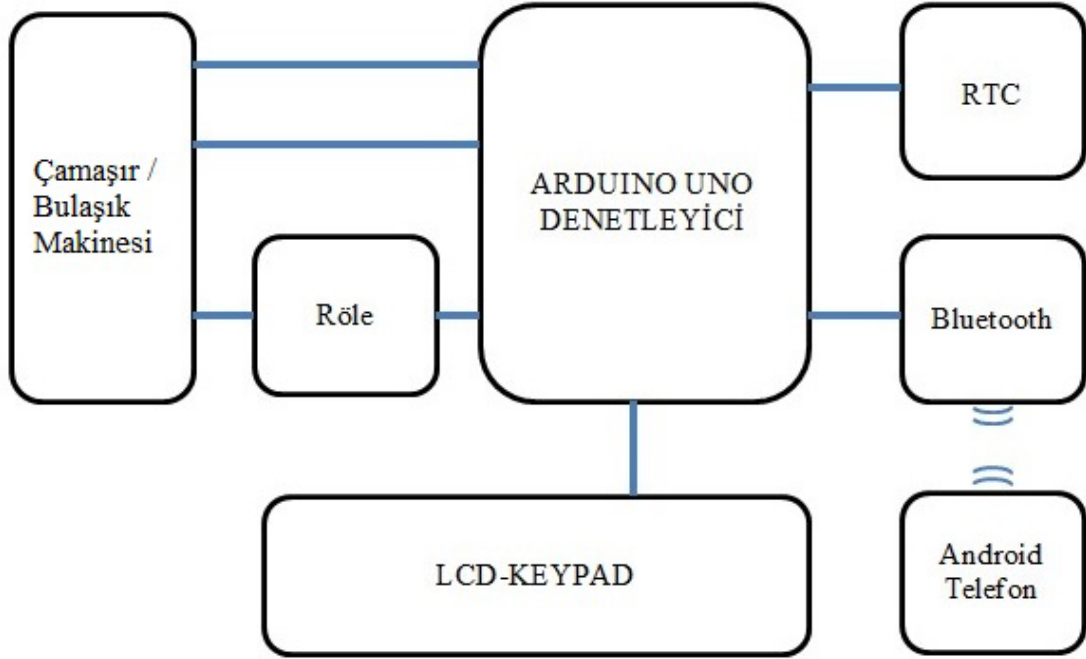 Çamaşır /
Bulaşık
Makinesi
Röle
ARDUINO UNO
DENETLEYİCİ
RTC
Bluetooth
LCD-KEYPAD
Android
Telefon